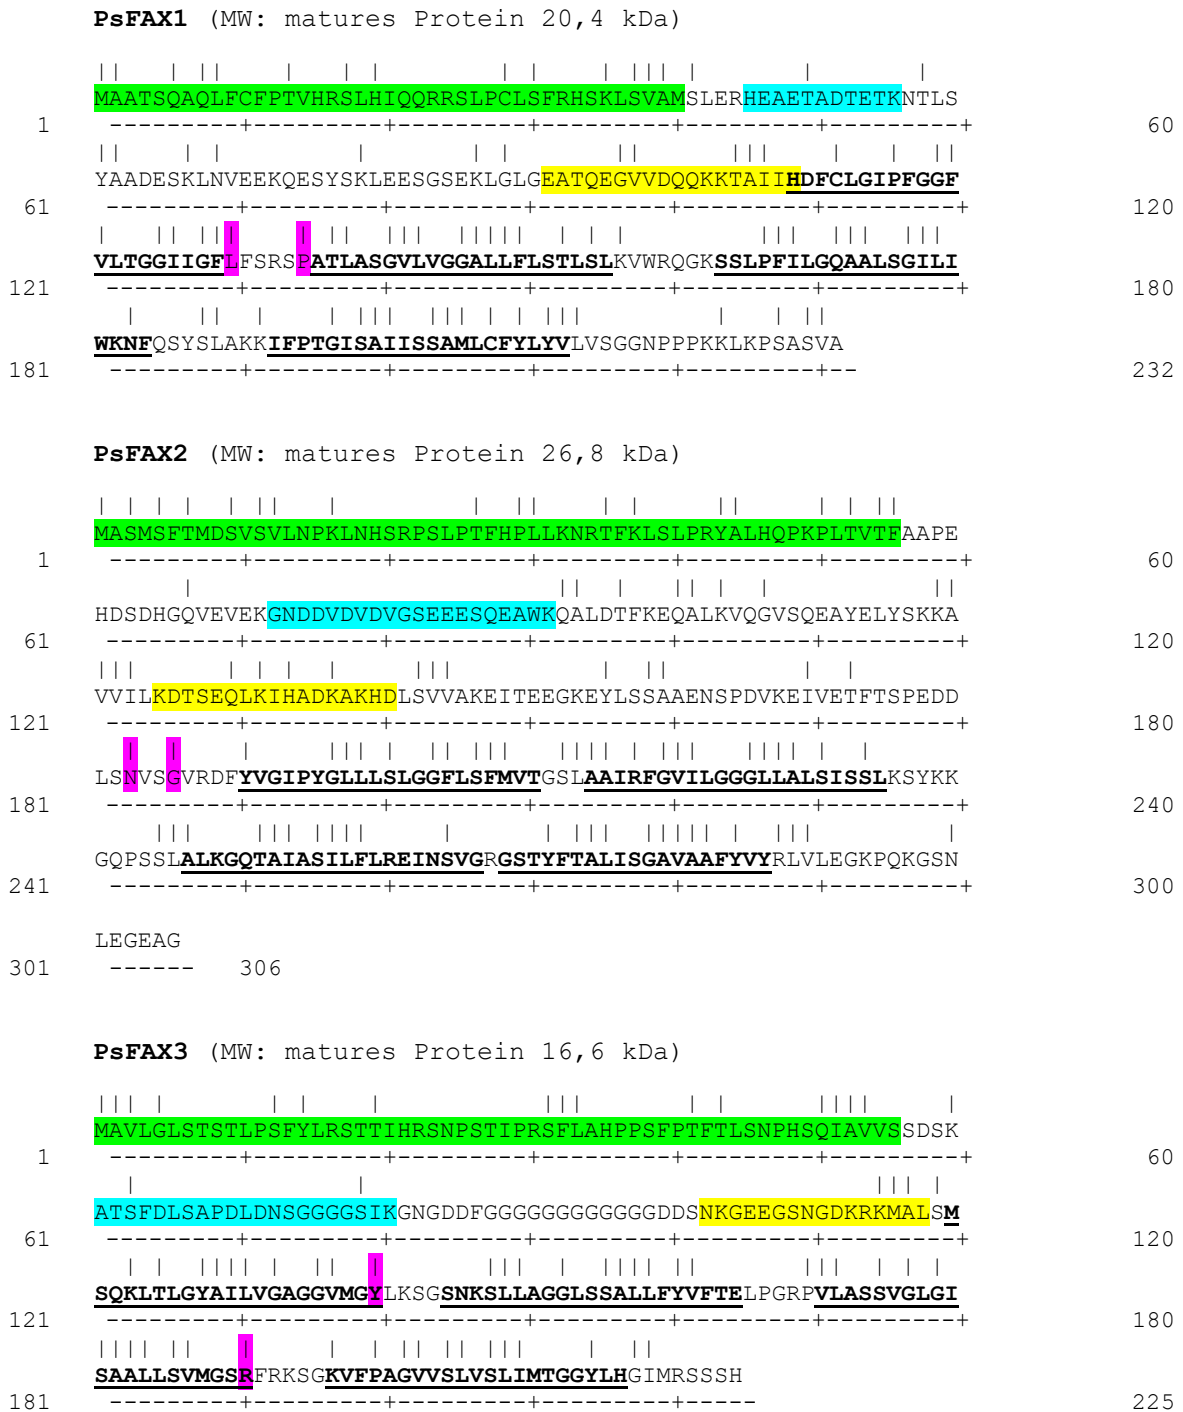 PsFAX1 (MW: matures Protein 20,4 kDa)
||   | ||    |   | |        | |    | ||| |       |       |
MAATSQAQLFCFPTVHRSLHIQQRRSLPCLSFRHSKLSVAMSLERHEAETADTETKNTLS
1 ---------+---------+---------+---------+---------+---------+ 60
||    | |         |       | |       ||      |||    |   |  ||
YAADESKLNVEEKQESYSKLEESGSEKLGLGEATQEGVVDQQKKTAIIHDFCLGIPFGGF
61 ---------+---------+---------+---------+---------+---------+ 120
|   || |||    | ||  |||  |||||  | | |         |||  |||  |||
VLTGGIIGFLFSRSPATLASGVLVGGALLFLSTLSLKVWRQGKSSLPFILGQAALSGILI
121 ---------+---------+---------+---------+---------+---------+ 180
  |    ||  |    | |||  ||| | | |||         |   | ||
WKNFQSYSLAKKIFPTGISAIISSAMLCFYLYVLVSGGNPPPKKLKPSASVA
181 ---------+---------+---------+---------+---------+-- 232
PsFAX2 (MW: matures Protein 26,8 kDa)
| | | |  | ||   |         |  ||    | |     ||     | | ||
MASMSFTMDSVSVLNPKLNHSRPSLPTFHPLLKNRTFKLSLPRYALHQPKPLTVTFAAPE
1 ---------+---------+---------+---------+---------+---------+ 60
      |                         ||  |   || |  |           ||
HDSDHGQVEVEKGNDDVDVDVGSEEESQEAWKQALDTFKEQALKVQGVSQEAYELYSKKA
61 ---------+---------+---------+---------+---------+---------+ 120
|||      | | |  |     |||          |  ||         |  |
VVILKDTSEQLKIHADKAKHDLSVVAKEITEEGKEYLSSAAENSPDVKEIVETFTSPEDD
121 ---------+---------+---------+---------+---------+---------+ 180
  |  |    |     ||| |  || |||   |||| | |||   |||| | |
LSNVSGVRDFYVGIPYGLLLSLGGFLSFMVTGSLAAIRFGVILGGGLLALSISSLKSYKK
181 ---------+---------+---------+---------+---------+---------+ 240
    |||    ||| ||||     |      | |||  ||||| |  |||         |
GQPSSLALKGQTAIASILFLREINSVGRGSTYFTALISGAVAAFYVYRLVLEGKPQKGSN
241 ---------+---------+---------+---------+---------+---------+ 300
LEGEAG
301 ------ 306
PsFAX3 (MW: matures Protein 16,6 kDa)
||| |       | |    |           |||       | |      ||||     |
MAVLGLSTSTLPSFYLRSTTIHRSNPSTIPRSFLAHPPSFPTFTLSNPHSQIAVVSSDSK
1 ---------+---------+---------+---------+---------+---------+ 60
  |               |                                   ||| |
ATSFDLSAPDLDNSGGGGSIKGNGDDFGGGGGGGGGGGGDDSNKGEEGSNGDKRKMALSM
61 ---------+---------+---------+---------+---------+---------+ 120
  | |  |||| |  ||  |      ||| |  |||| ||        |||   | | |
SQKLTLGYAILVGAGGVMGYLKSGSNKSLLAGGLSSALLFYVFTELPGRPVLASSVGLGI
121 ---------+---------+---------+---------+---------+---------+ 180
|||| ||   |     |  | || ||| |||    |  ||
SAALLSVMGSRFRKSGKVFPAGVVSLVSLIMTGGYLHGIMRSSSH
181 ---------+---------+---------+---------+----- 225